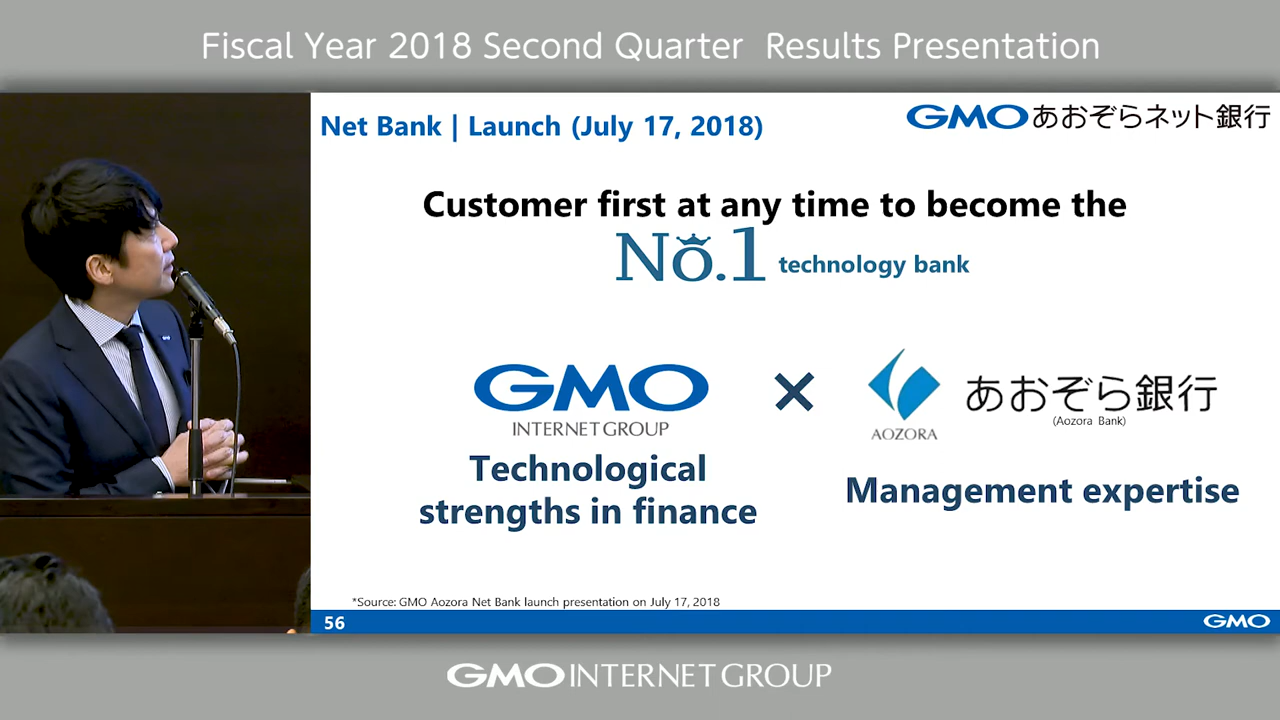 Fiscal Year 2018 Second Quarter Results Presentation
Net Bank | Launch (July 17, 2018)
GMOあおぞらネット銀行
Customer first at any time to become the
No.1 technology bank
GMO
INTERNET GROUP
×
AOZORA
あおぞら銀行
(Aozora Bank)
Technological
strengths in finance
Management expertise
*Source: GMO Aozora Net Bank launch presentation on July 17, 2018
56
GMO
GMO INTERNET GROUP